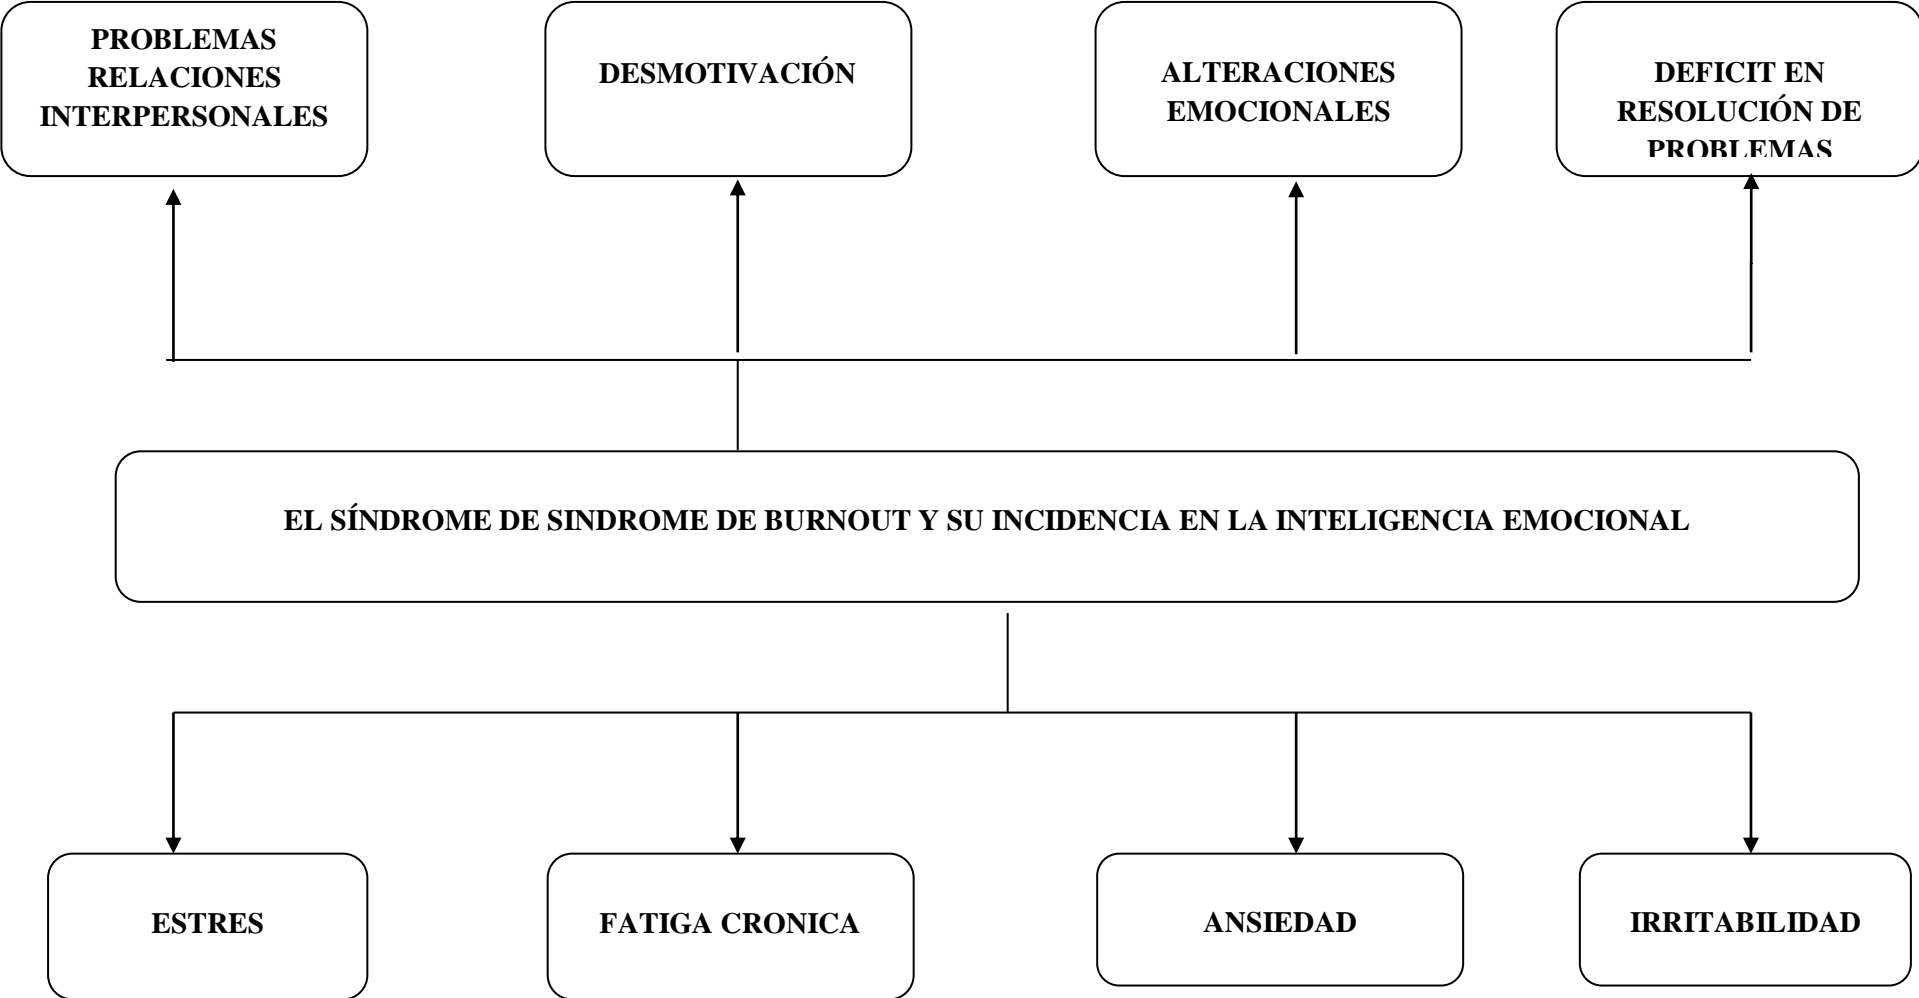 PROBLEMAS
RELACIONES
INTERPERSONALES
DESMOTIVACIÓN
ALTERACIONES
EMOCIONALES
DEFICIT EN
RESOLUCIÓN DE
PROBLEMAS
EL SÍNDROME DE SINDROME DE BURNOUT Y SU INCIDENCIA EN LA INTELIGENCIA EMOCIONAL
ESTRES
FATIGA CRONICA
ANSIEDAD
IRRITABILIDAD